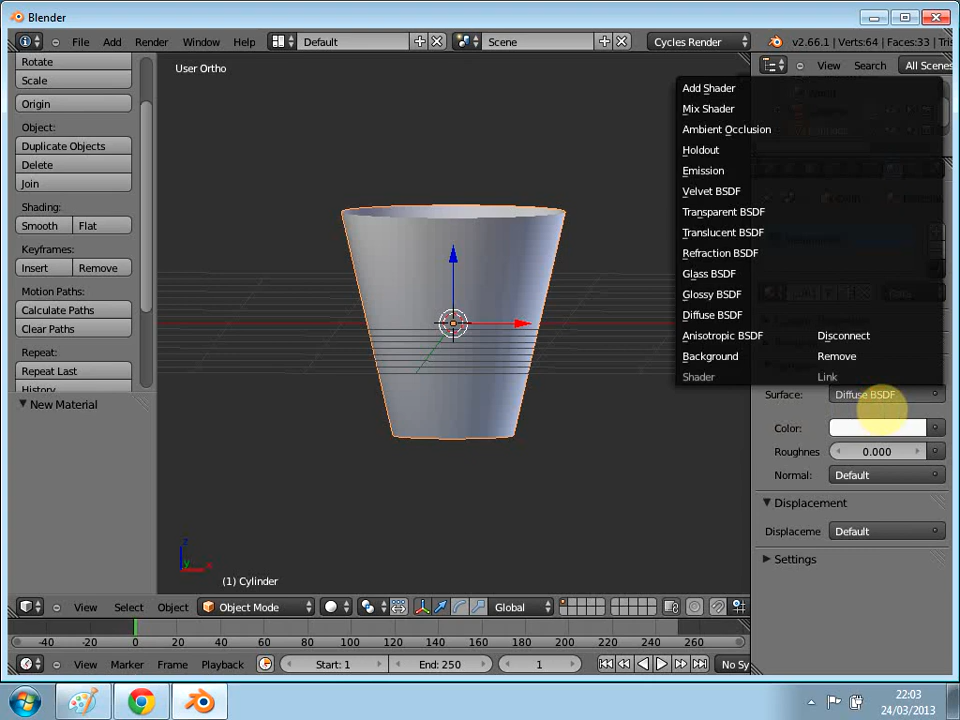 Blender
File Add Render Window Help Default Scene Cycles Render v2.66.1 | Verts:64 | Faces:33 | Tris
Rotate
Scale
Origin
Object:
Duplicate Objects
Delete
Join
Shading:
Smooth Flat
Keyframes:
Insert Remove
Motion Paths:
Calculate Paths
Clear Paths
Repeat:
Repeat Last
History
New Material
User Ortho
(1) Cylinder
View Search All Scenes
Add Shader
Mix Shader
Ambient Occlusion
Holdout
Emission
Velvet BSDF
Transparent BSDF
Translucent BSDF
Refraction BSDF
Glass BSDF
Glossy BSDF
Diffuse BSDF
Anisotropic BSDF Disconnect
Background Remove
Shader Link
Surface: Diffuse BSDF
Color:
Roughnes 0.000
Normal: Default
Displacement
Displaceme Default
Settings
z
y x
View Select Object Object Mode Global
-40 -20 0 20 40 60 80 100 120 140 160 180 200 220 240 260
View Marker Frame Playback Start: 1 End: 250 1 No Sy
22:03
24/03/2013